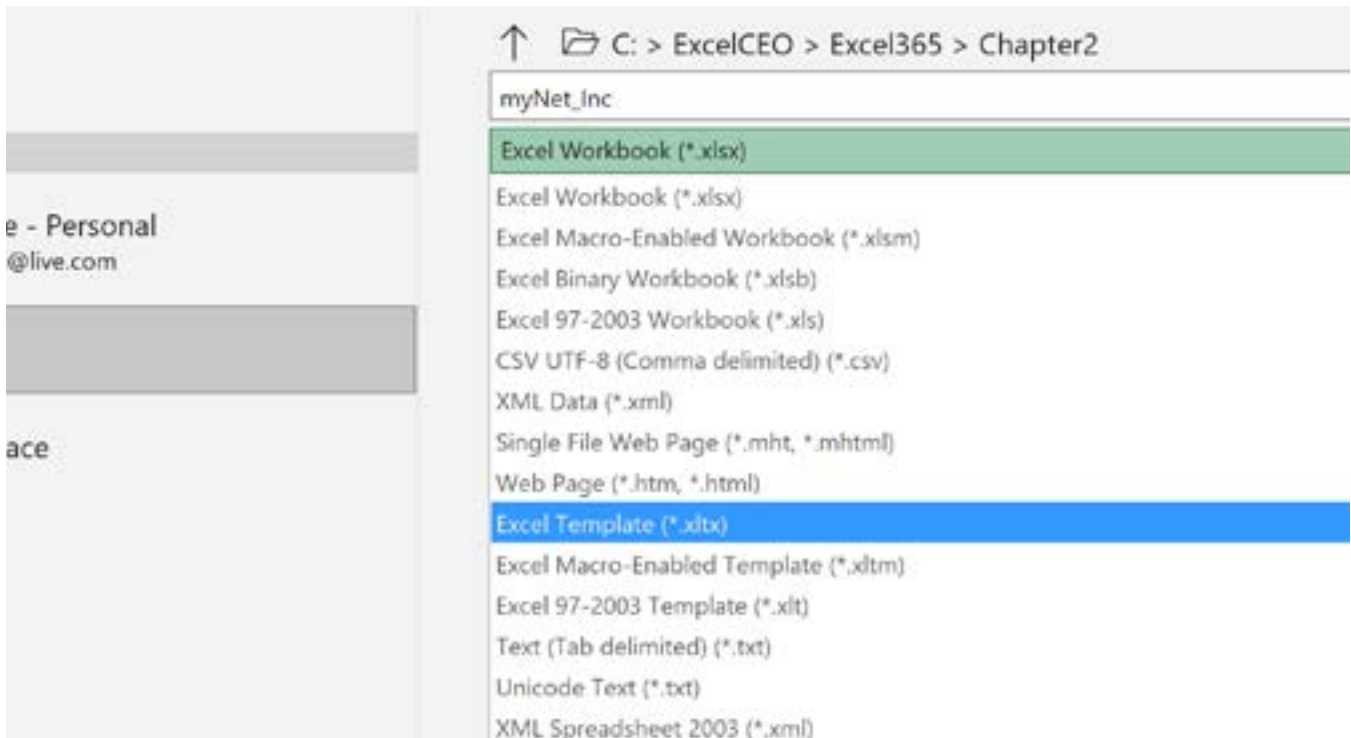 C: > ExcelCEO > Excel365 > Chapter2
myNet_Inc
Excel Workbook (*.xlsx)
Excel Workbook (*.xlsx)
Excel Macro-Enabled Workbook (*.xlsm)
Excel Binary Workbook (*.xlsb)
Excel 97-2003 Workbook (*.xls)
CSV UTF-8 (Comma delimited) (*.csv)
XML Data (*.xml)
Single File Web Page (*.mht, *.mhtml)
Web Page (*.htm, *.html)
Excel Template (*.xltx)
Excel Macro-Enabled Template (*.xltm)
Excel 97-2003 Template (*.xlt)
Text (Tab delimited) (*.txt)
Unicode Text (*.txt)
XML Spreadsheet 2003 (*.xml)
e - Personal
@live.com
ace